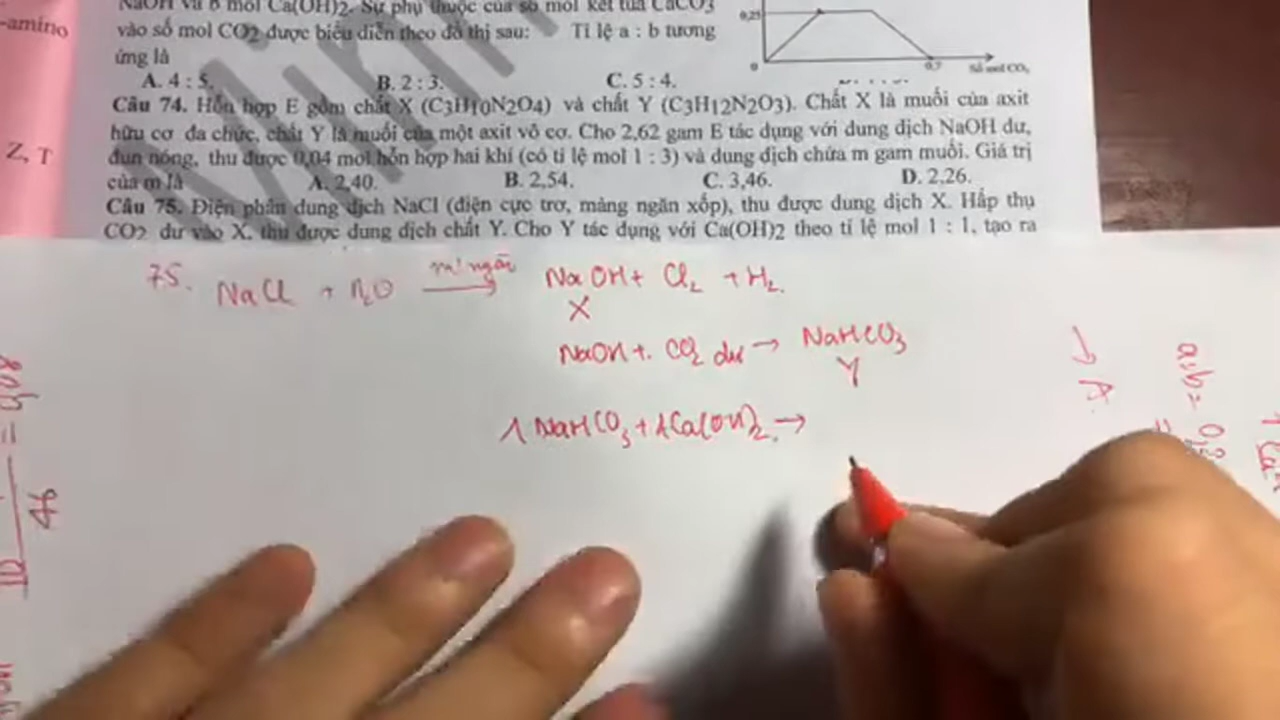 -amino
Z, T
NaOH và b mol Ca(OH)2. Sự phụ thuộc của số mol kết tủa CaCO3
vào số mol CO2 được biểu diễn theo đồ thị sau: Tỉ lệ a : b tương
ứng là
0,25
0
0,7
Số mol CO2
A. 4 : 5. B. 2 : 3. C. 5 : 4.
Câu 74. Hỗn hợp E gồm chất X (C3H10N2O4) và chất Y (C3H12N2O3). Chất X là muối của axit
hữu cơ đa chức, chất Y là muối của một axit vô cơ. Cho 2,62 gam E tác dụng với dung dịch NaOH dư,
đun nóng, thu được 0,04 mol hỗn hợp hai khí (có tỉ lệ mol 1 : 3) và dung dịch chứa m gam muối. Giá trị
của m là A. 2,40. B. 2,54. C. 3,46. D. 2,26.
Câu 75. Điện phân dung dịch NaCl (điện cực trơ, màng ngăn xốp), thu được dung dịch X. Hấp thụ
CO2 dư vào X, thu được dung dịch chất Y. Cho Y tác dụng với Ca(OH)2 theo tỉ lệ mol 1 : 1, tạo ra
Minh
75. NaCl + H2O → NaOH + Cl2 + H2.
X
NaOH + CO2 dư → NaHCO3
Y
1 NaHCO3 + 1Ca(OH)2 →
→ A.
a:b =
= 4,08
46